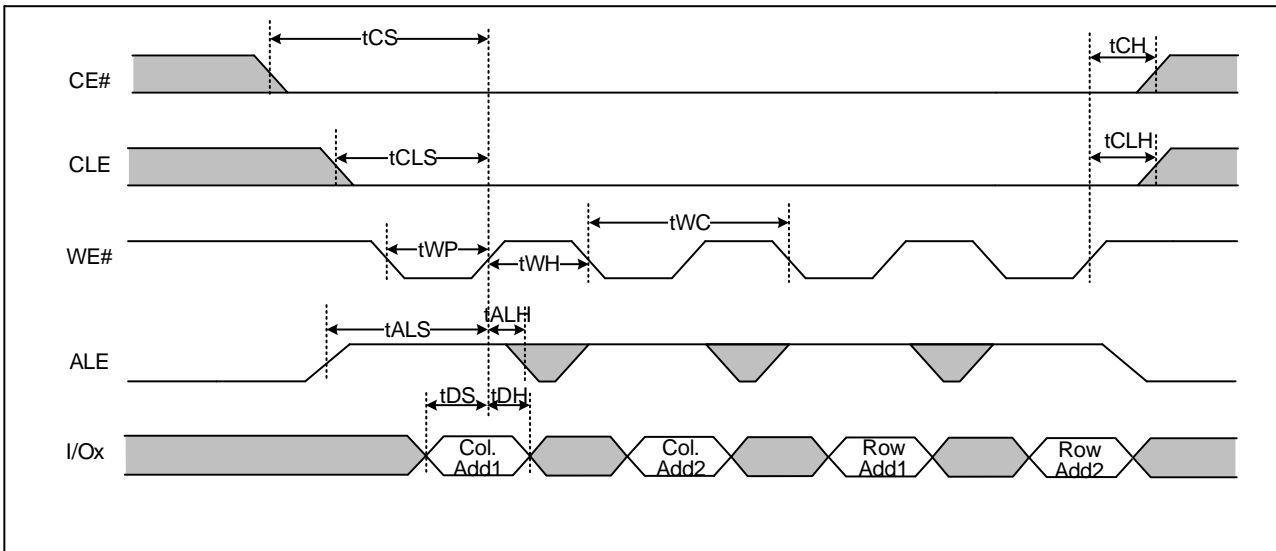 tCS
tCH
CE#
tCLS
tCLH
CLE
tWC
tWP
tWH
WE#
tALS
tALH
ALE
tDS
tDH
I/Ox
Col.
Add1
Col.
Add2
Row
Add1
Row
Add2